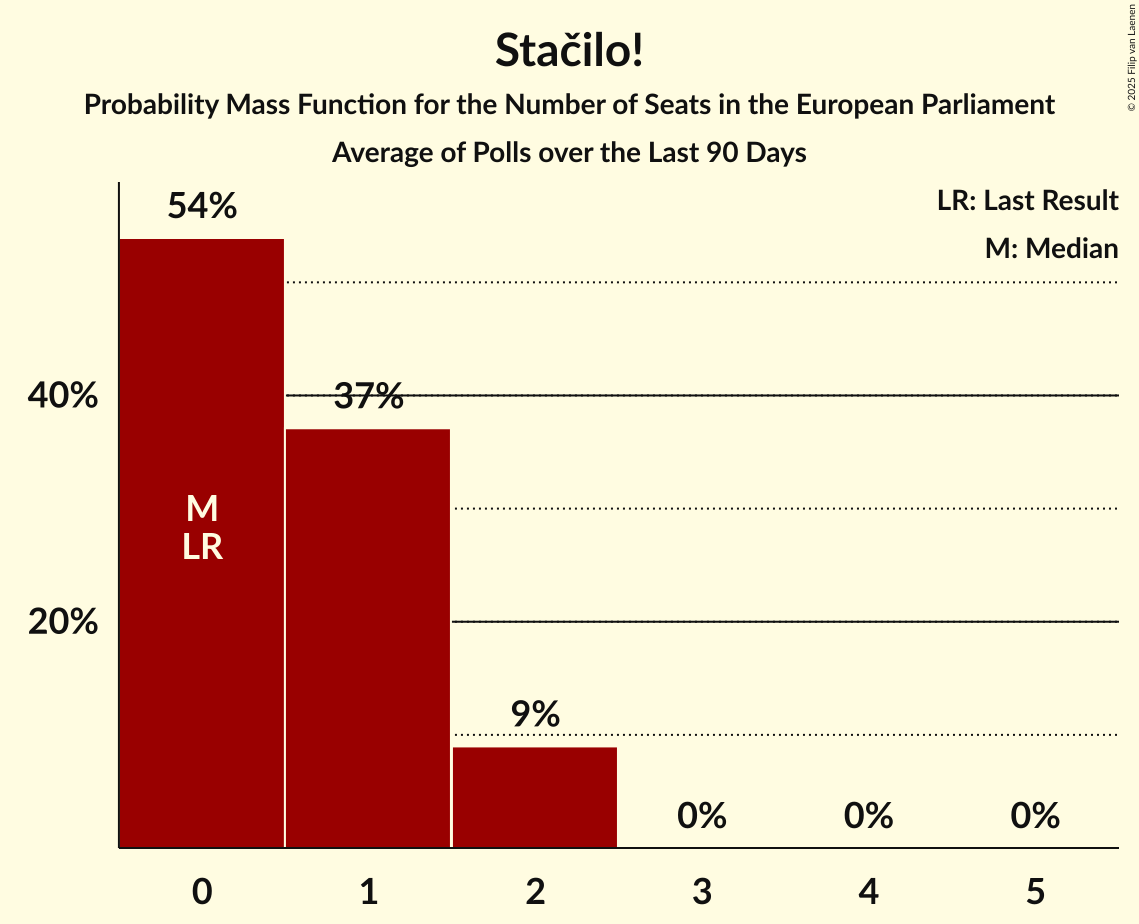 Stačilo!
Probability Mass Function for the Number of Seats in the European Parliament
Average of Polls over the Last 90 Days
© 2025 Filip van Laenen
LR: Last Result
M: Median
54%
37%
9%
0%
0%
0%
40%
20%
M
LR
0
1
2
3
4
5